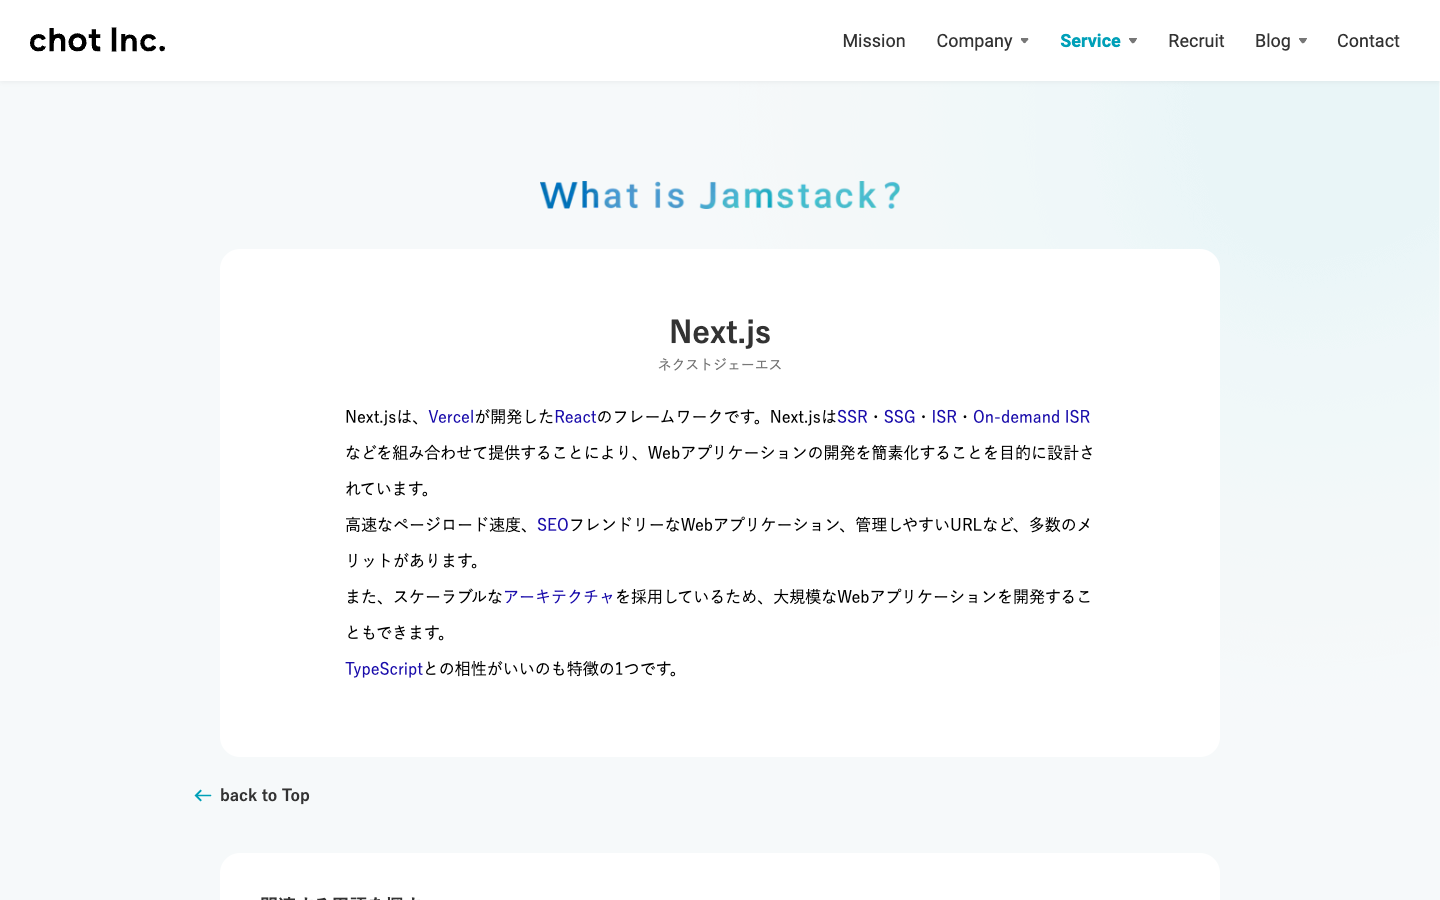 chot Inc.
Mission Company Service Recruit Blog Contact
What is Jamstack?
Next.js
ネクストジェーエス
Next.jsは、Vercelが開発したReactのフレームワークです。Next.jsはSSR・SSG・ISR・On-demand ISR
などを組み合わせて提供することにより、Webアプリケーションの開発を簡素化することを目的に設計さ
れています。
高速なページロード速度、SEOフレンドリーなWebアプリケーション、管理しやすいURLなど、多数のメ
リットがあります。
また、スケーラブルなアーキテクチャを採用しているため、大規模なWebアプリケーションを開発するこ
ともできます。
TypeScriptとの相性がいいのも特徴の1つです。
back to Top